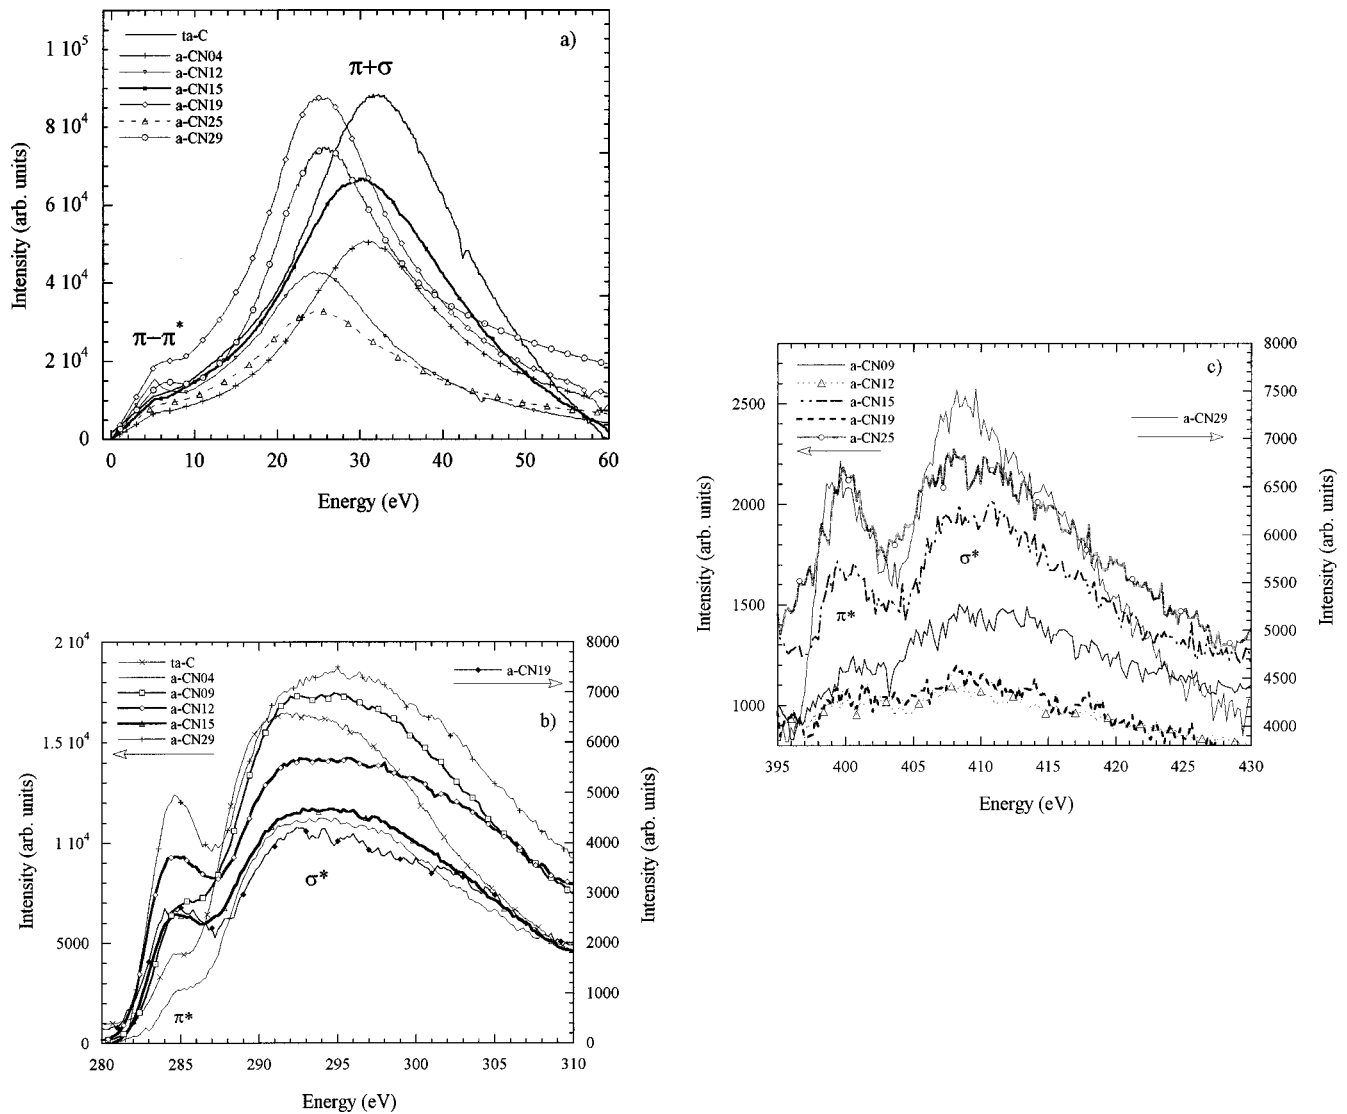 a)
ta-C
a-CN04
a-CN12
a-CN15
a-CN19
a-CN25
a-CN29
π+σ
π−π*
1 10⁵
8 10⁴
6 10⁴
4 10⁴
2 10⁴
0
Intensity (arb. units)
0 10 20 30 40 50 60
Energy (eV)
b)
ta-C
a-CN04
a-CN09
a-CN12
a-CN15
a-CN29
a-CN19
σ*
π*
2 10⁴
1.5 10⁴
1 10⁴
5000
0
Intensity (arb. units)
8000
7000
6000
5000
4000
3000
2000
1000
0
Intensity (arb. units)
280 285 290 295 300 305 310
Energy (eV)
c)
a-CN09
a-CN12
a-CN15
a-CN19
a-CN25
a-CN29
σ*
π*
2500
2000
1500
1000
Intensity (arb. units)
8000
7500
7000
6500
6000
5500
5000
4500
4000
Intensity (arb. units)
395 400 405 410 415 420 425 430
Energy (eV)